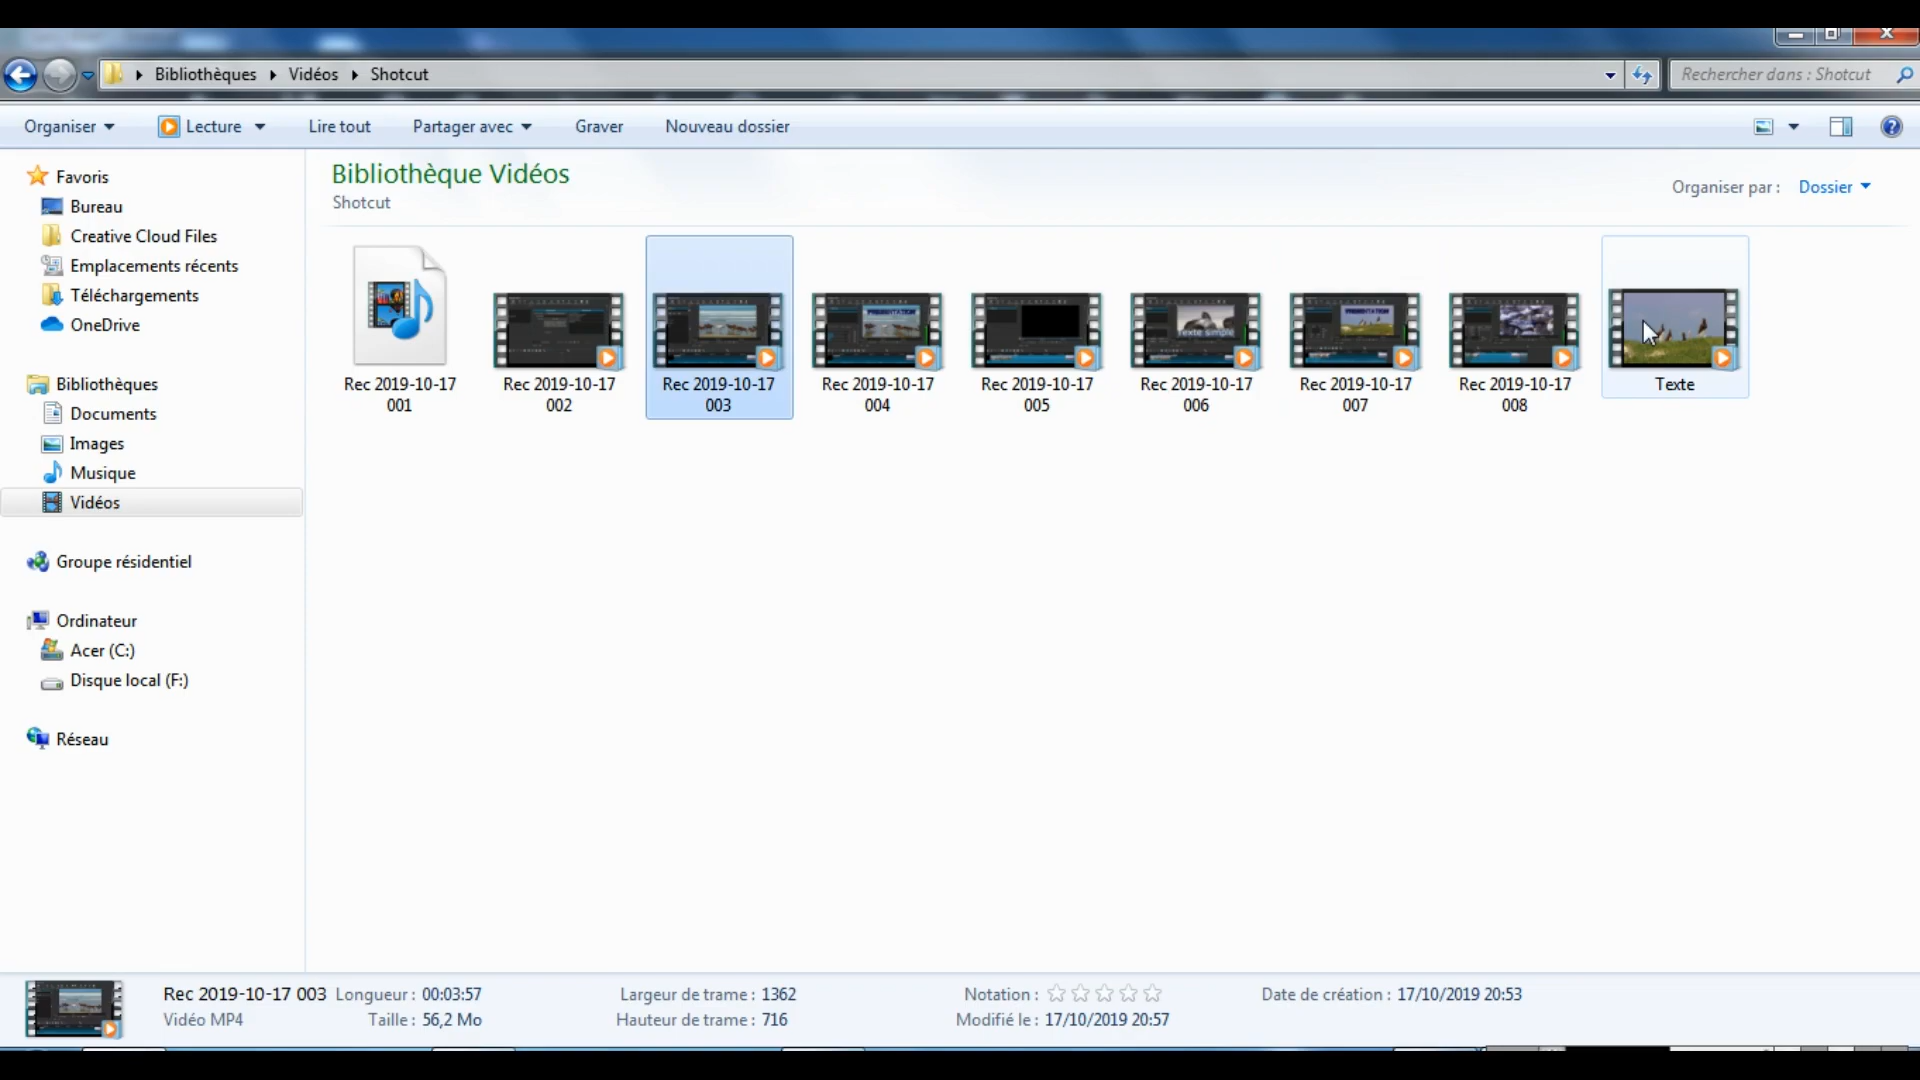 Bibliothèques Vidéos Shotcut
Rechercher dans : Shotcut
Organiser Lecture Lire tout Partager avec Graver Nouveau dossier
Favoris
Bureau
Creative Cloud Files
Emplacements récents
Téléchargements
OneDrive
Bibliothèques
Documents
Images
Musique
Vidéos
Groupe résidentiel
Ordinateur
Acer (C:)
Disque local (F:)
Réseau
Bibliothèque Vidéos
Shotcut
Organiser par : Dossier
Rec 2019-10-17
001
Rec 2019-10-17
002
Rec 2019-10-17
003
PRESENTATION
Rec 2019-10-17
004
Rec 2019-10-17
005
Texte simple
Rec 2019-10-17
006
PRESENTATION
Rec 2019-10-17
007
Rec 2019-10-17
008
Texte
Rec 2019-10-17 003 Longueur : 00:03:57 Largeur de trame : 1362 Notation : Date de création : 17/10/2019 20:53
Vidéo MP4 Taille : 56,2 Mo Hauteur de trame : 716 Modifié le : 17/10/2019 20:57